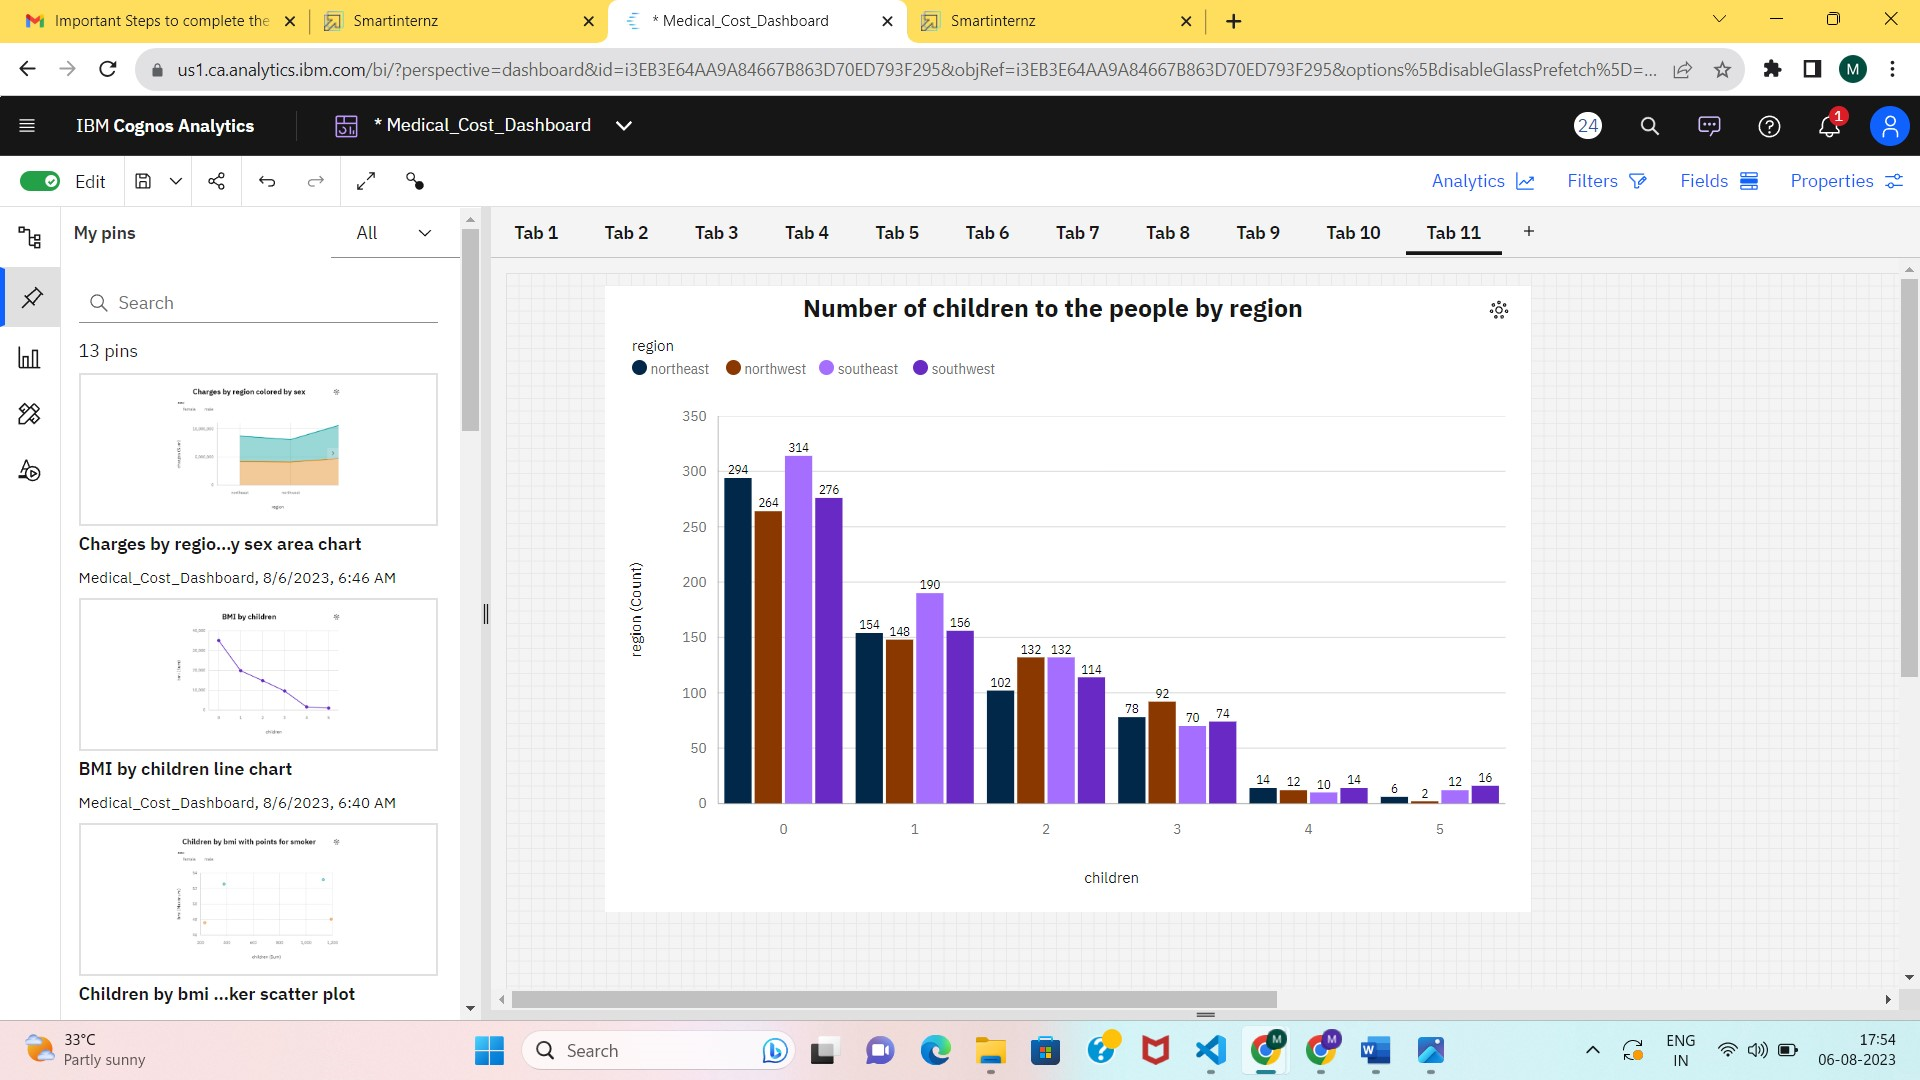 Important Steps to complete the
Smartinternz
* Medical_Cost_Dashboard
Smartinternz
us1.ca.analytics.ibm.com/bi/?perspective=dashboard&id=i3EB3E64AA9A84667B863D70ED793F295&objRef=i3EB3E64AA9A84667B863D70ED793F295&options%5BdisableGlassPrefetch%5D=...
M
IBM Cognos Analytics
* Medical_Cost_Dashboard
24
1
Edit
Analytics
Filters
Fields
Properties
My pins
All
Tab 1
Tab 2
Tab 3
Tab 4
Tab 5
Tab 6
Tab 7
Tab 8
Tab 9
Tab 10
Tab 11
Search
13 pins
Charges by region colored by sex
female male
region
Charges by regio...y sex area chart
Medical_Cost_Dashboard, 8/6/2023, 6:46 AM
BMI by children
children
BMI by children line chart
Medical_Cost_Dashboard, 8/6/2023, 6:40 AM
Children by bmi with points for smoker
female male
children (Sum)
Children by bmi ...ker scatter plot
Number of children to the people by region
region
northeast northwest southeast southwest
region (Count)
350
300
250
200
150
100
50
0
294 264 314 276
154 148 190 156
102 132 132 114
78 92 70 74
14 12 10 14
6 2 12 16
0 1 2 3 4 5
children
33°C
Partly sunny
Search
M
M
ENG
IN
17:54
06-08-2023